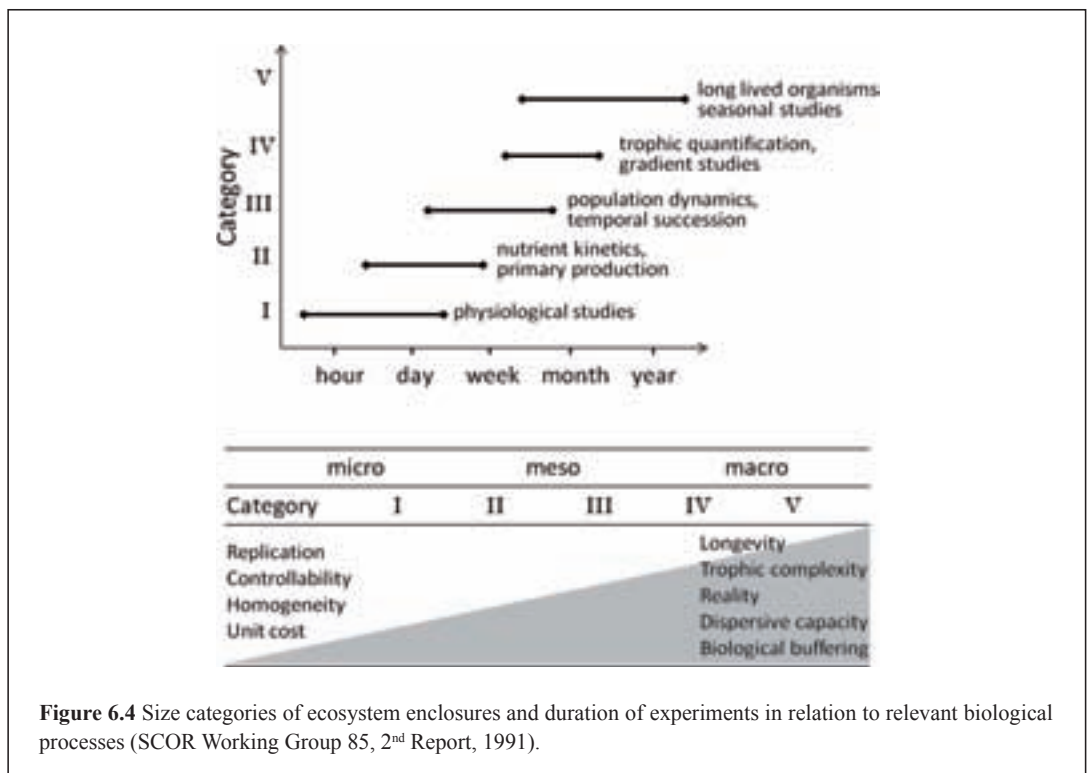 V
long lived organisms
seasonal studies
IV
trophic quantification,
gradient studies
Category
III
population dynamics,
temporal succession
II
nutrient kinetics,
primary production
I
physiological studies
hour day week month year
micro meso macro
Category I II III IV V
Replication
Controllability
Homogeneity
Unit cost
Longevity
Trophic complexity
Reality
Dispersive capacity
Biological buffering
Figure 6.4 Size categories of ecosystem enclosures and duration of experiments in relation to relevant biological
processes (SCOR Working Group 85, 2nd Report, 1991).